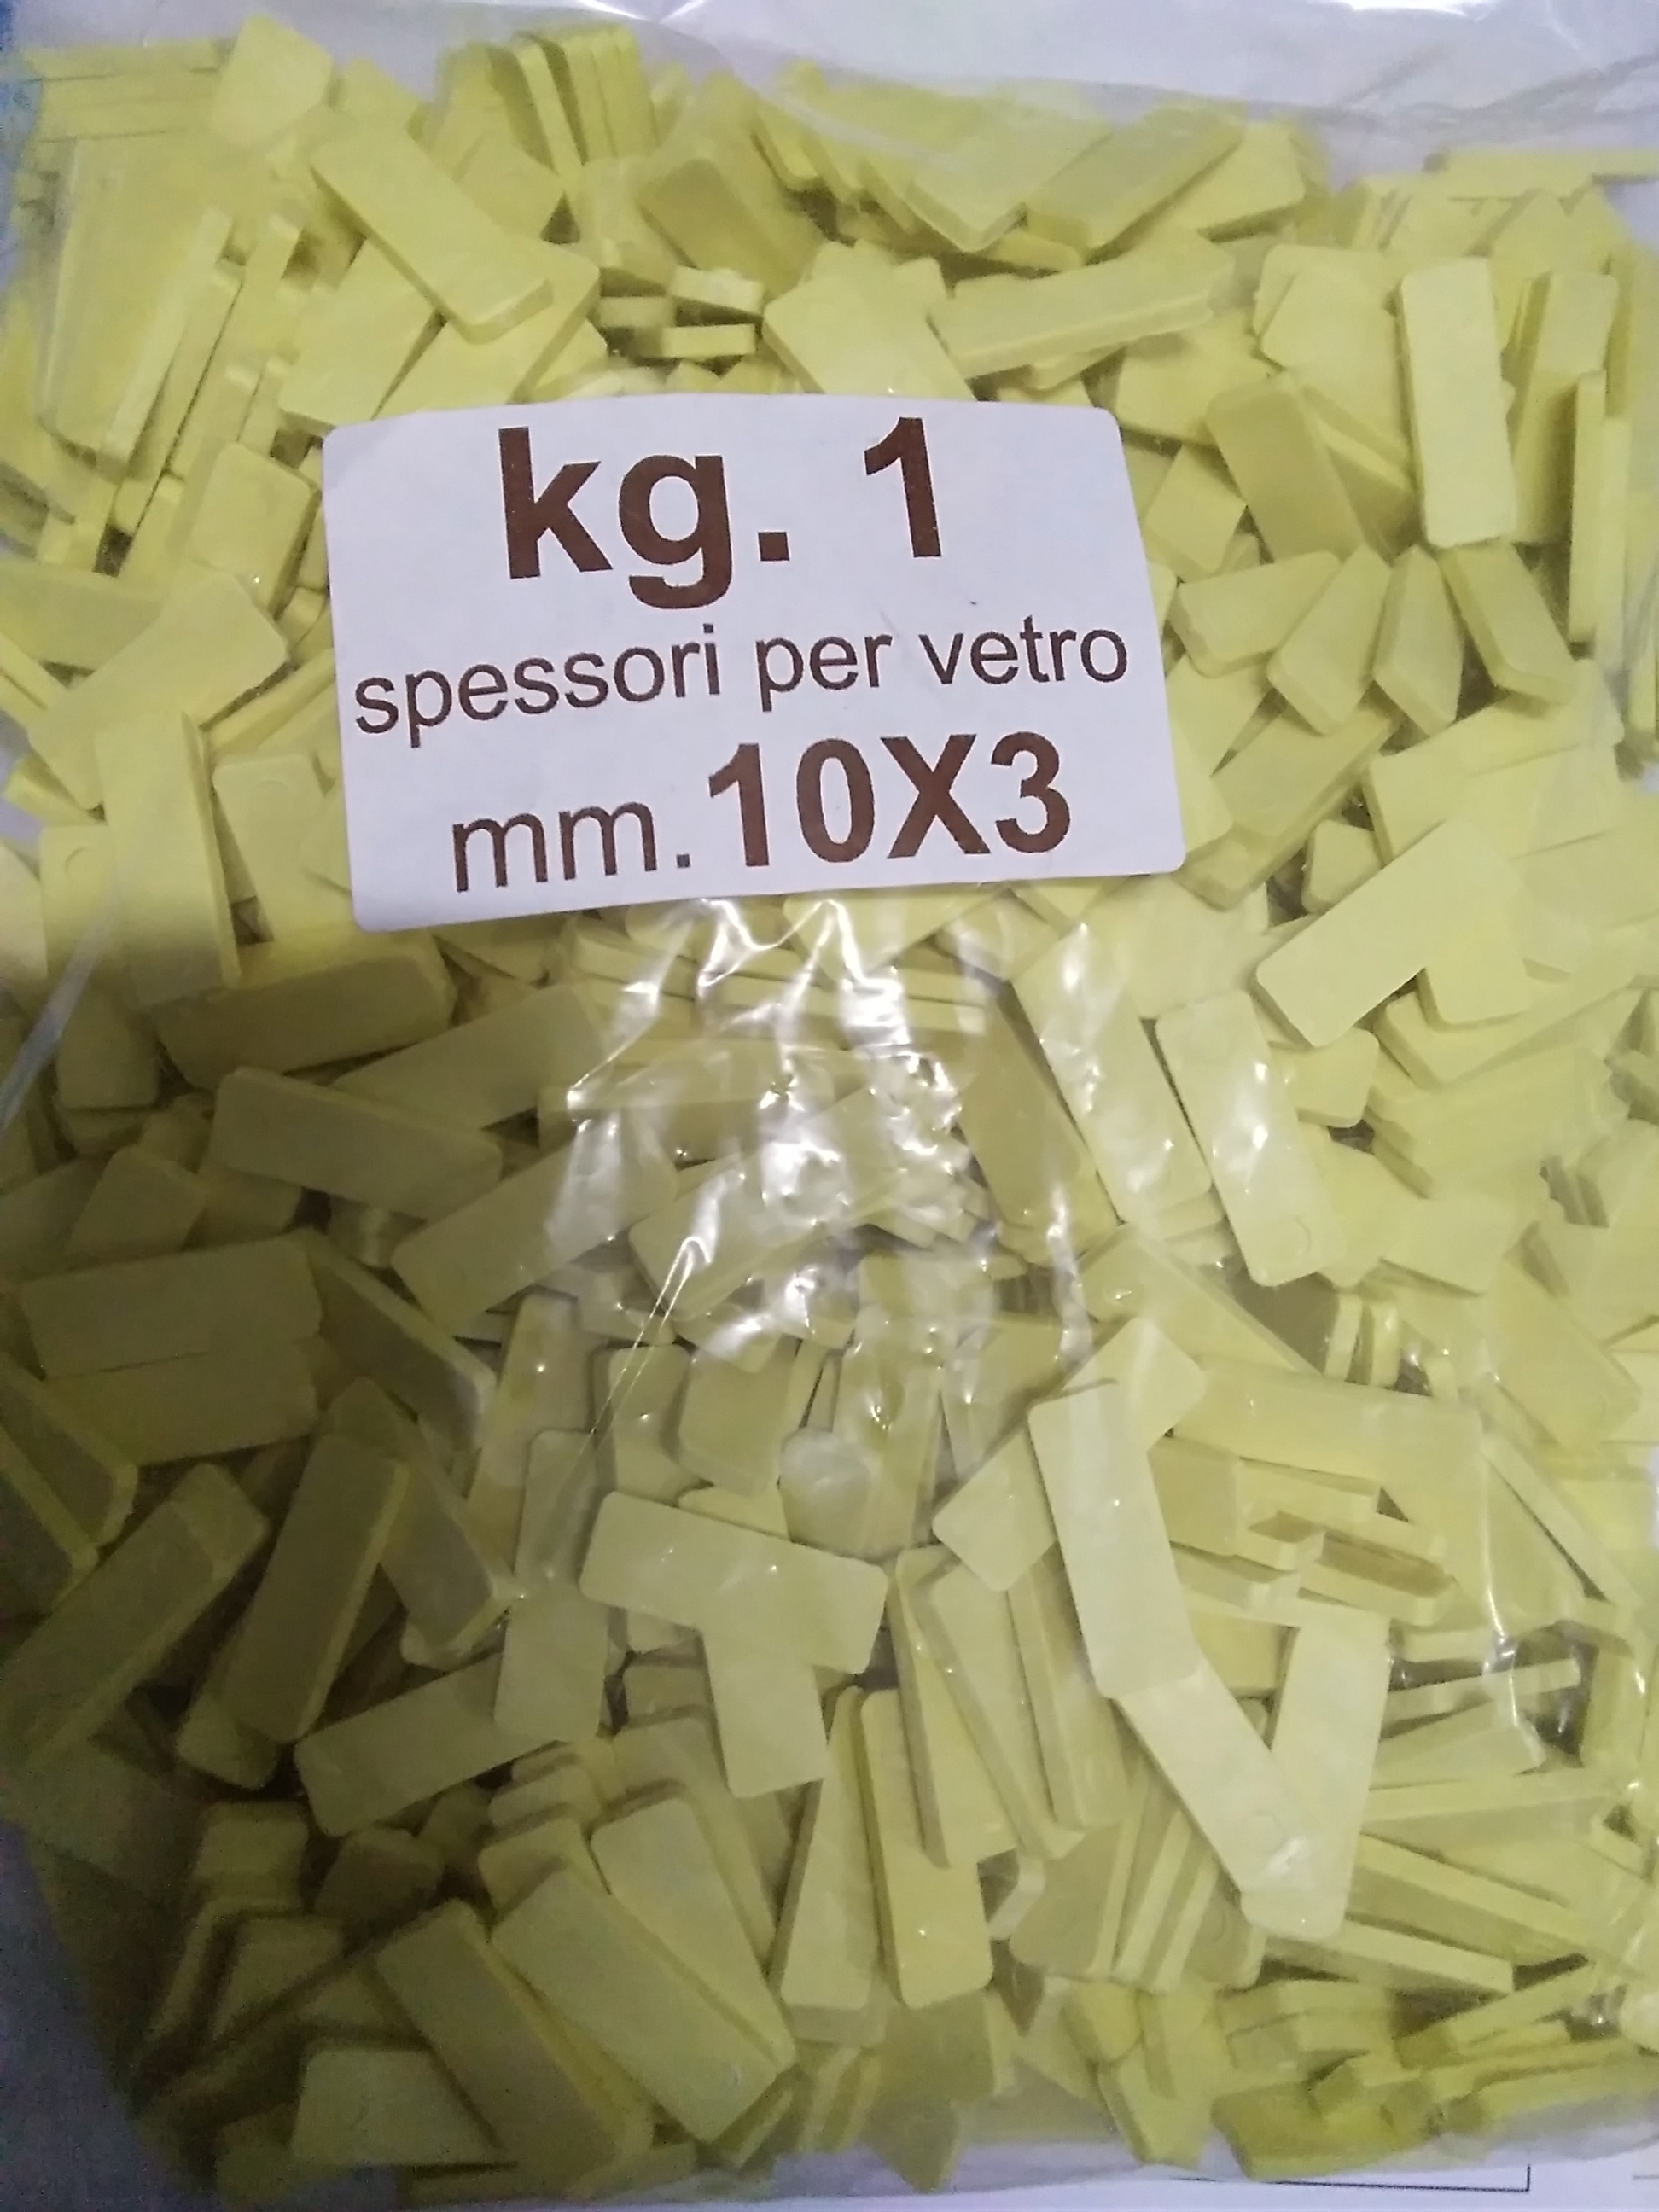 kg. 1
spessori per vetro
mm. 10X3